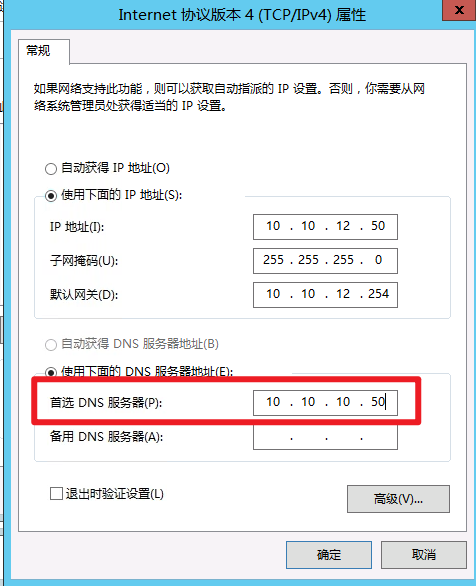 Internet 协议版本 4 (TCP/IPv4) 属性
x
常规
如果网络支持此功能，则可以获取自动指派的 IP 设置。否则，你需要从网
络系统管理员处获得适当的 IP 设置。
自动获得 IP 地址(O)
使用下面的 IP 地址(S):
IP 地址(I): 10 . 10 . 12 . 50
子网掩码(U): 255 . 255 . 255 . 0
默认网关(D): 10 . 10 . 12 . 254
自动获得 DNS 服务器地址(B)
使用下面的 DNS 服务器地址(E):
首选 DNS 服务器(P): 10 . 10 . 10 . 50
备用 DNS 服务器(A): . . .
退出时验证设置(L)
高级(V)...
确定 取消